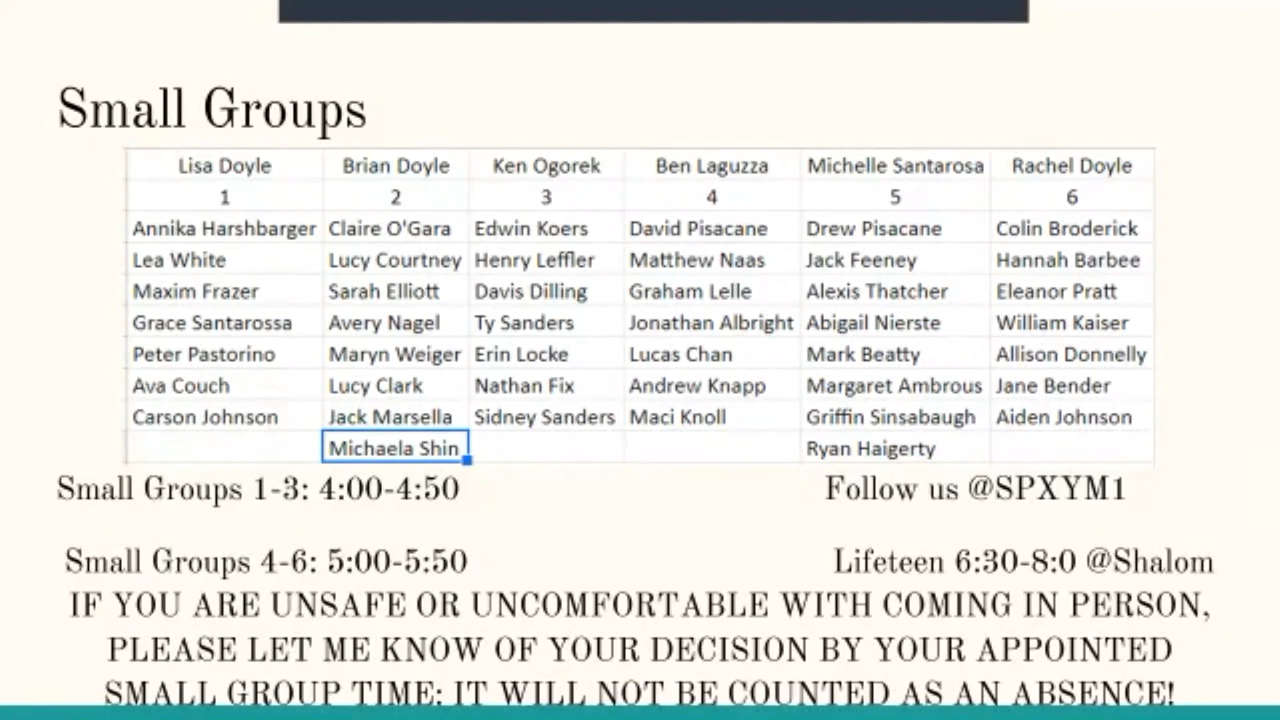 Small Groups
Lisa Doyle Brian Doyle Ken Ogorek Ben Laguzza Michelle Santarosa Rachel Doyle
1 2 3 4 5 6
Annika Harshbarger Claire O'Gara Edwin Koers David Pisacane Drew Pisacane Colin Broderick
Lea White Lucy Courtney Henry Leffler Matthew Naas Jack Feeney Hannah Barbee
Maxim Frazer Sarah Elliott Davis Dilling Graham Lelle Alexis Thatcher Eleanor Pratt
Grace Santarossa Avery Nagel Ty Sanders Jonathan Albright Abigail Nierste William Kaiser
Peter Pastorino Maryn Weiger Erin Locke Lucas Chan Mark Beatty Allison Donnelly
Ava Couch Lucy Clark Nathan Fix Andrew Knapp Margaret Ambrous Jane Bender
Carson Johnson Jack Marsella Sidney Sanders Maci Knoll Griffin Sinsabaugh Aiden Johnson
Michaela Shin Ryan Haigerty
Small Groups 1-3: 4:00-4:50 Follow us @SPXYM1
Small Groups 4-6: 5:00-5:50 Lifeteen 6:30-8:0 @Shalom
IF YOU ARE UNSAFE OR UNCOMFORTABLE WITH COMING IN PERSON,
PLEASE LET ME KNOW OF YOUR DECISION BY YOUR APPOINTED
SMALL GROUP TIME; IT WILL NOT BE COUNTED AS AN ABSENCE!